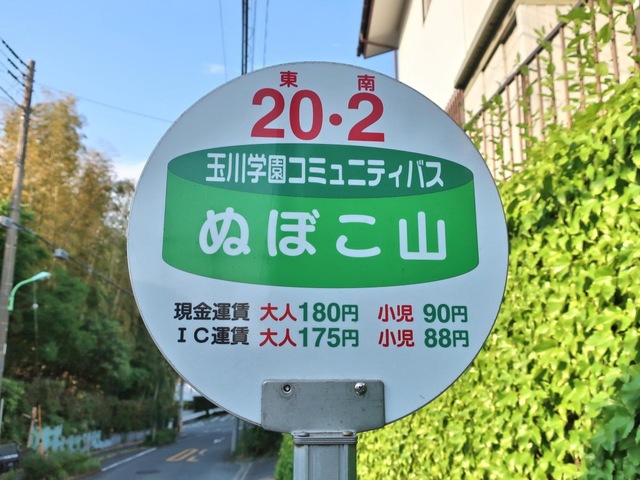 東 南
20・2
玉川学園コミュニティバス
ぬぼこ山
現金運賃 大人180円 小児 90円
IC運賃 大人175円 小児 88円